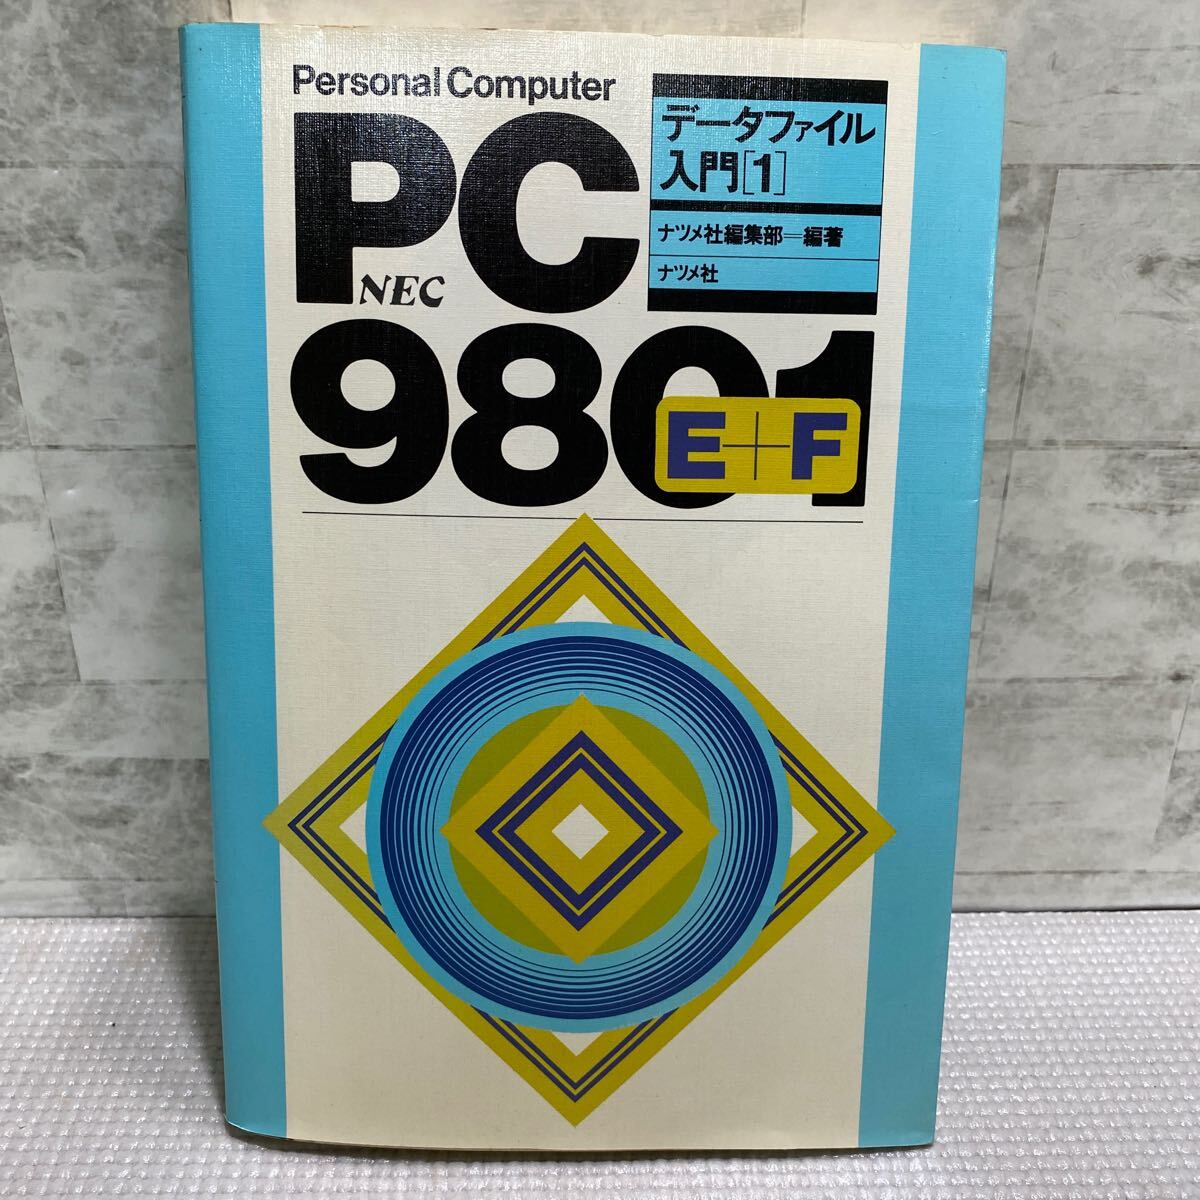 Personal Computer
PC
NEC
9801
E+F
データファイル
入門[1]
ナツメ社編集部＝編著
ナツメ社